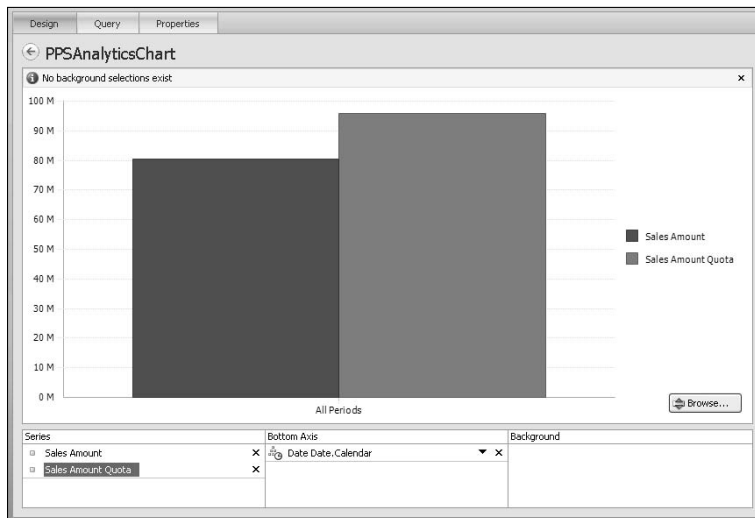 Design Query Properties
PPSAnalyticsChart
No background selections exist
100 M
90 M
80 M
70 M
60 M
50 M
40 M
30 M
20 M
10 M
0 M
All Periods
Sales Amount
Sales Amount Quota
Browse...
Series Bottom Axis Background
Sales Amount Date Date.Calendar
Sales Amount Quota